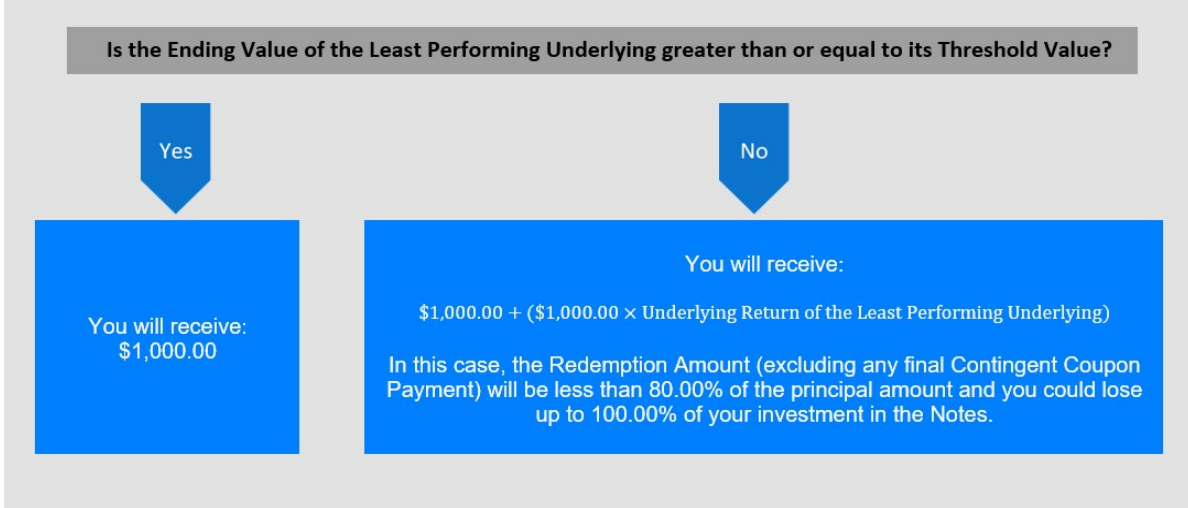 Is the Ending Value of the Least Performing Underlying greater than or equal to its Threshold Value?
Yes
No
You will receive:
$1,000.00
You will receive:
$1,000.00 + ($1,000.00 × Underlying Return of the Least Performing Underlying)
In this case, the Redemption Amount (excluding any final Contingent Coupon
Payment) will be less than 80.00% of the principal amount and you could lose
up to 100.00% of your investment in the Notes.